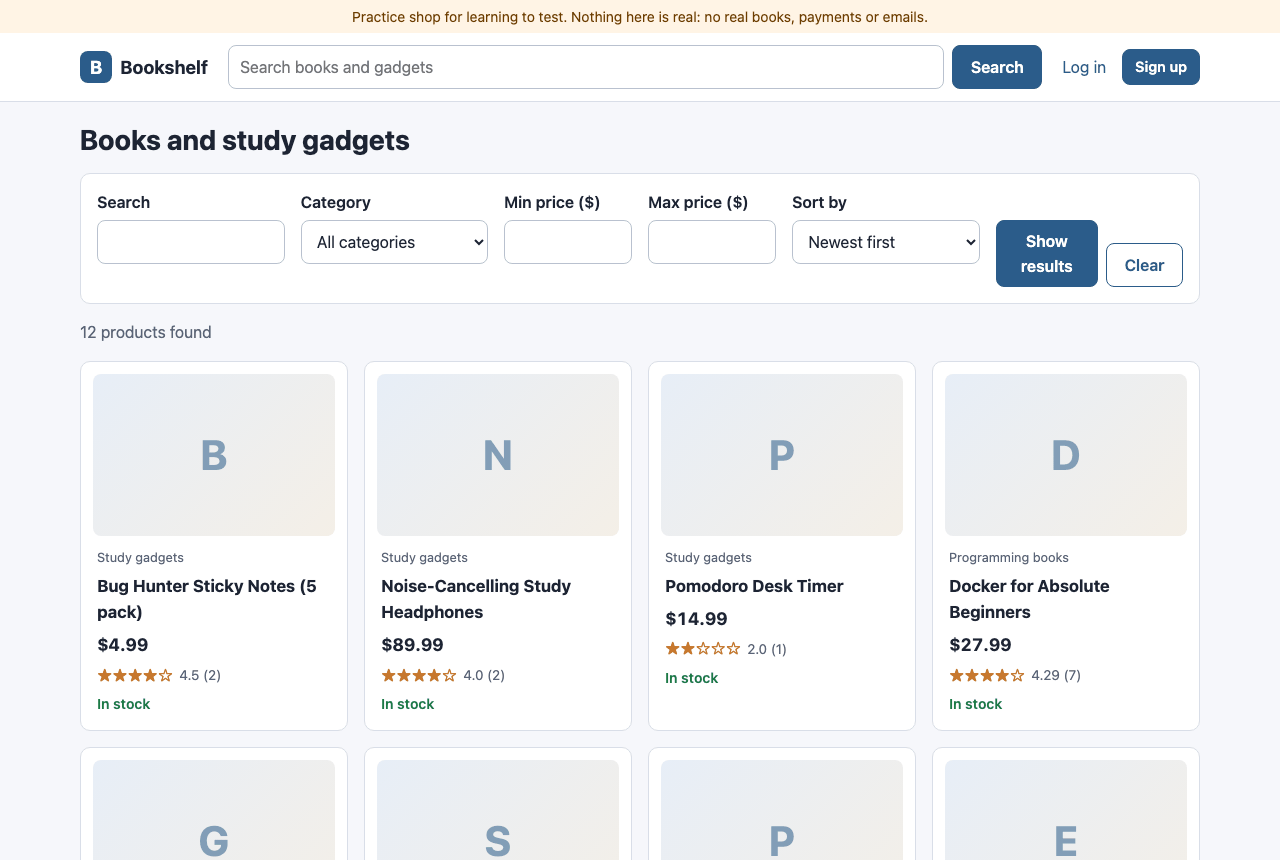 Practice shop for learning to test. Nothing here is real: no real books, payments or emails.
B Bookshelf Search books and gadgets Search Log in Sign up
Books and study gadgets
Search Category Min price ($) Max price ($) Sort by
All categories Newest first Show results Clear
12 products found
B
Study gadgets
Bug Hunter Sticky Notes (5
pack)
$4.99
4.5 (2)
In stock
N
Study gadgets
Noise-Cancelling Study
Headphones
$89.99
4.0 (2)
In stock
P
Study gadgets
Pomodoro Desk Timer
$14.99
2.0 (1)
In stock
D
Programming books
Docker for Absolute
Beginners
$27.99
4.29 (7)
In stock
G
S
P
E